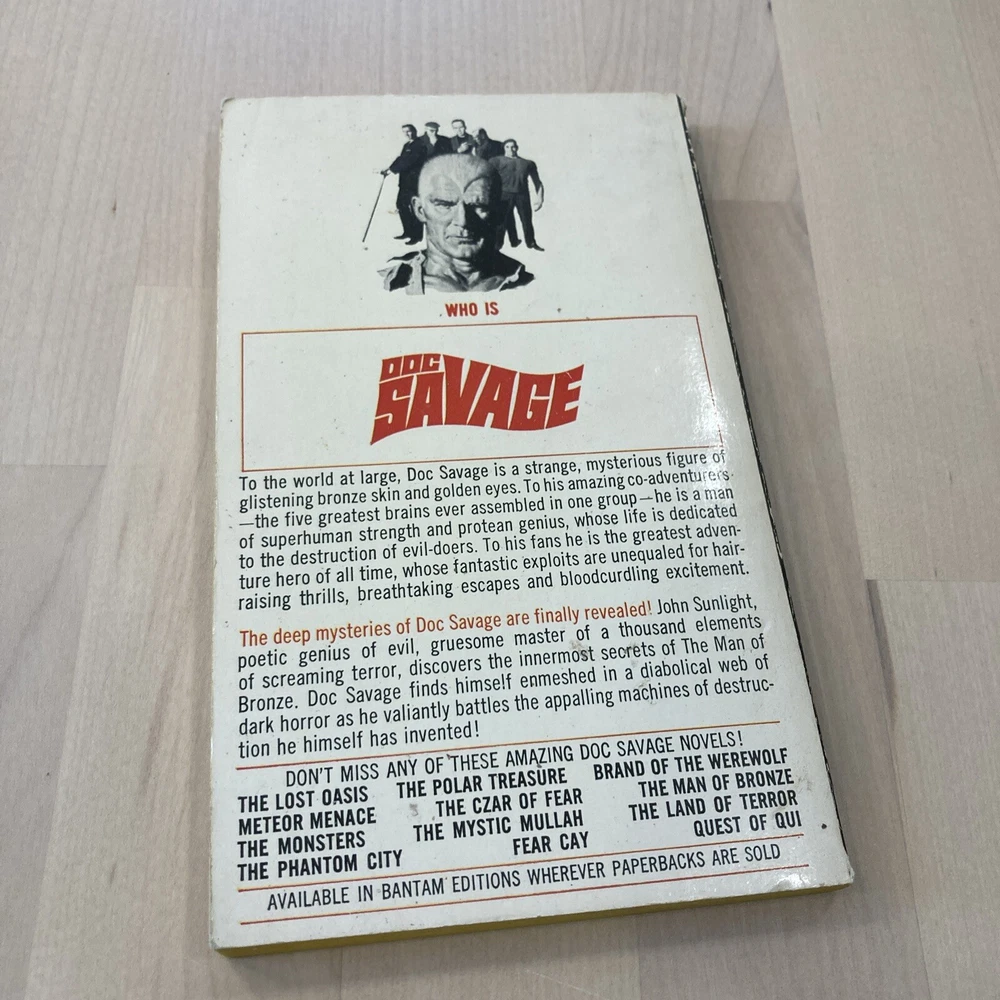 WHO IS
DOC
SAVAGE
To the world at large, Doc Savage is a strange, mysterious figure of
glistening bronze skin and golden eyes. To his amazing co-adventurers
—the five greatest brains ever assembled in one group—he is a man
of superhuman strength and protean genius, whose life is dedicated
to the destruction of evil-doers. To his fans he is the greatest adven-
ture hero of all time, whose fantastic exploits are unequaled for hair-
raising thrills, breathtaking escapes and bloodcurdling excitement.
The deep mysteries of Doc Savage are finally revealed! John Sunlight,
poetic genius of evil, gruesome master of a thousand elements
of screaming terror, discovers the innermost secrets of The Man of
Bronze. Doc Savage finds himself enmeshed in a diabolical web of
dark horror as he valiantly battles the appalling machines of destruc-
tion he himself has invented!
DON'T MISS ANY OF THESE AMAZING DOC SAVAGE NOVELS!
THE LOST OASIS THE POLAR TREASURE BRAND OF THE WEREWOLF
METEOR MENACE THE CZAR OF FEAR THE MAN OF BRONZE
THE MONSTERS THE MYSTIC MULLAH THE LAND OF TERROR
THE PHANTOM CITY FEAR CAY QUEST OF QUI
AVAILABLE IN BANTAM EDITIONS WHEREVER PAPERBACKS ARE SOLD